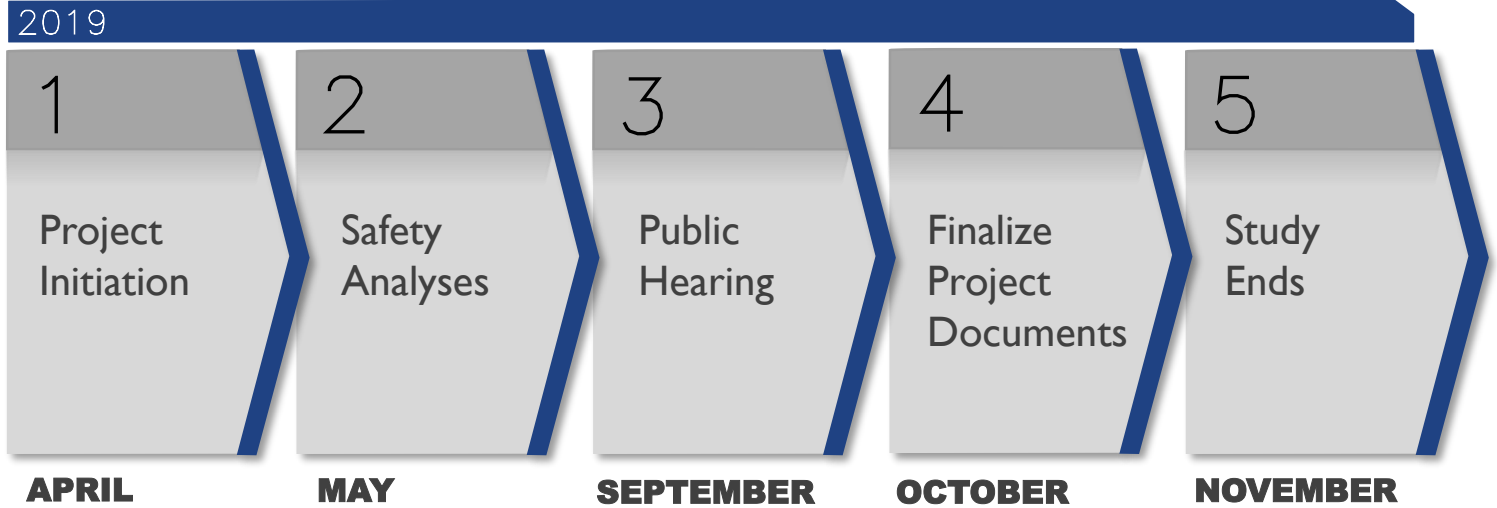 2019
1
Project
Initiation
APRIL
2
Safety
Analyses
MAY
3
Public
Hearing
SEPTEMBER
4
Finalize
Project
Documents
OCTOBER
5
Study
Ends
NOVEMBER